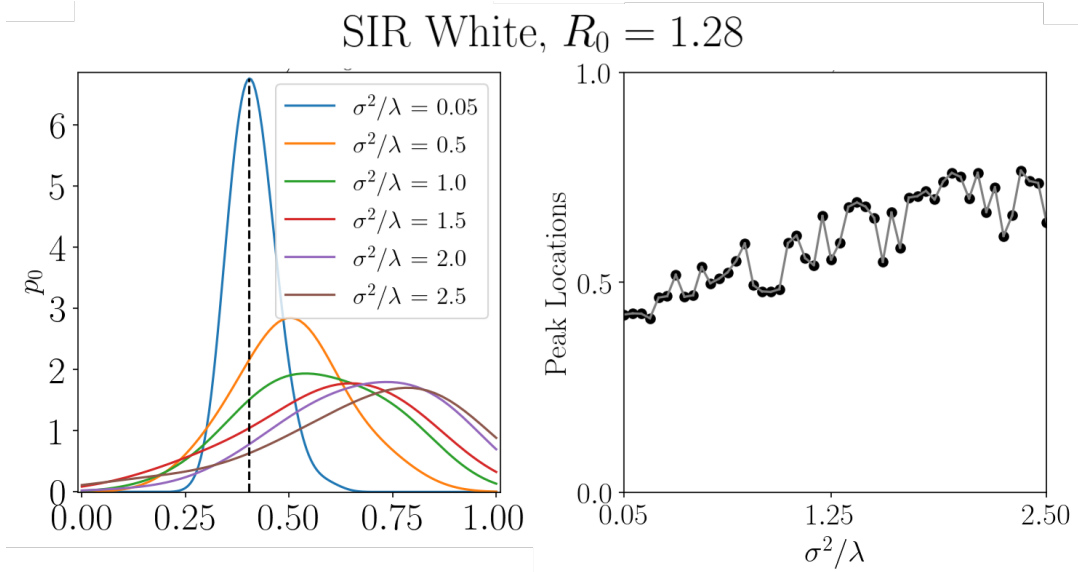 SIR White, R₀ = 1.28
σ²/λ = 0.05
σ²/λ = 0.5
σ²/λ = 1.0
σ²/λ = 1.5
σ²/λ = 2.0
σ²/λ = 2.5
p₀
6
5
4
3
2
1
0
0.00 0.25 0.50 0.75 1.00
Peak Locations
1.0
0.5
0.0
0.05 1.25 2.50
σ²/λ